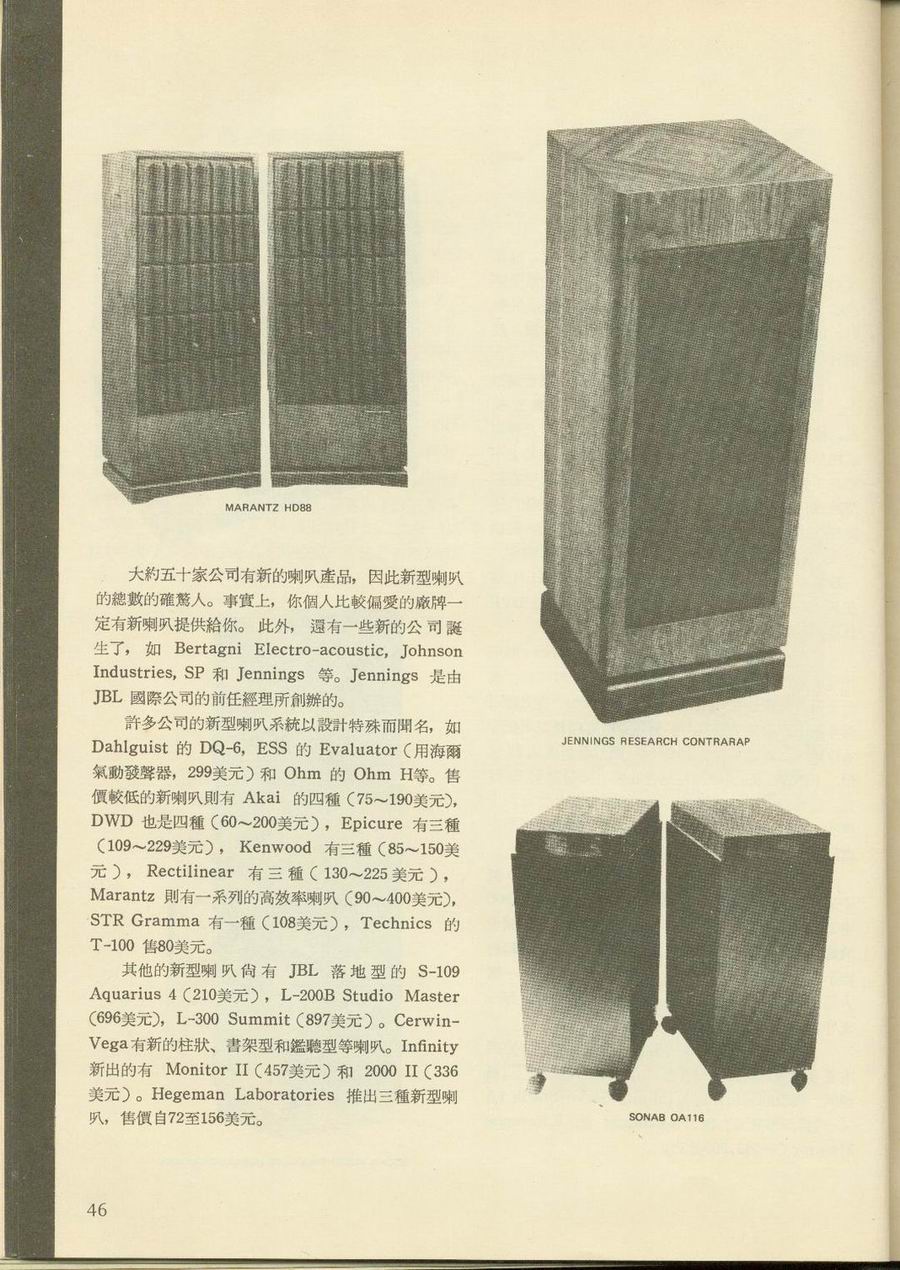 MARANTZ HD88
大約五十家公司有新的喇叭產品，因此新型喇叭
的總數的確驚人。事實上，你個人比較偏愛的廠牌一
定有新喇叭提供給你。此外，還有一些新的公司誕
生了，如 Bertagni Electro-acoustic, Johnson
Industries, SP 和 Jennings 等。Jennings 是由
JBL 國際公司的前任經理所創辦的。
許多公司的新型喇叭系統以設計特殊而聞名，如
Dahlguist 的 DQ-6, ESS 的 Evaluator（用海爾
氣動發聲器，299美元）和 Ohm 的 Ohm H等。售
價較低的新喇叭則有 Akai 的四種（75～190美元），
DWD 也是四種（60～200美元），Epicure 有三種
（109～229美元），Kenwood 有三種（85～150美
元），Rectilinear 有三種（130～225美元），
Marantz 則有一系列的高效率喇叭（90～400美元），
STR Gramma 有一種（108美元），Technics 的
T-100 售80美元。
其他的新型喇叭尙有 JBL 落地型的 S-109
Aquarius 4（210美元），L-200B Studio Master
（696美元），L-300 Summit（897美元）。Cerwin-
Vega有新的柱狀、書架型和鑑聽型等喇叭。Infinity
新出的有 Monitor II（457美元）和 2000 II（336
美元）。Hegeman Laboratories 推出三種新型喇
叭，售價自72至156美元。
JENNINGS RESEARCH CONTRARAP
SONAB OA116
46